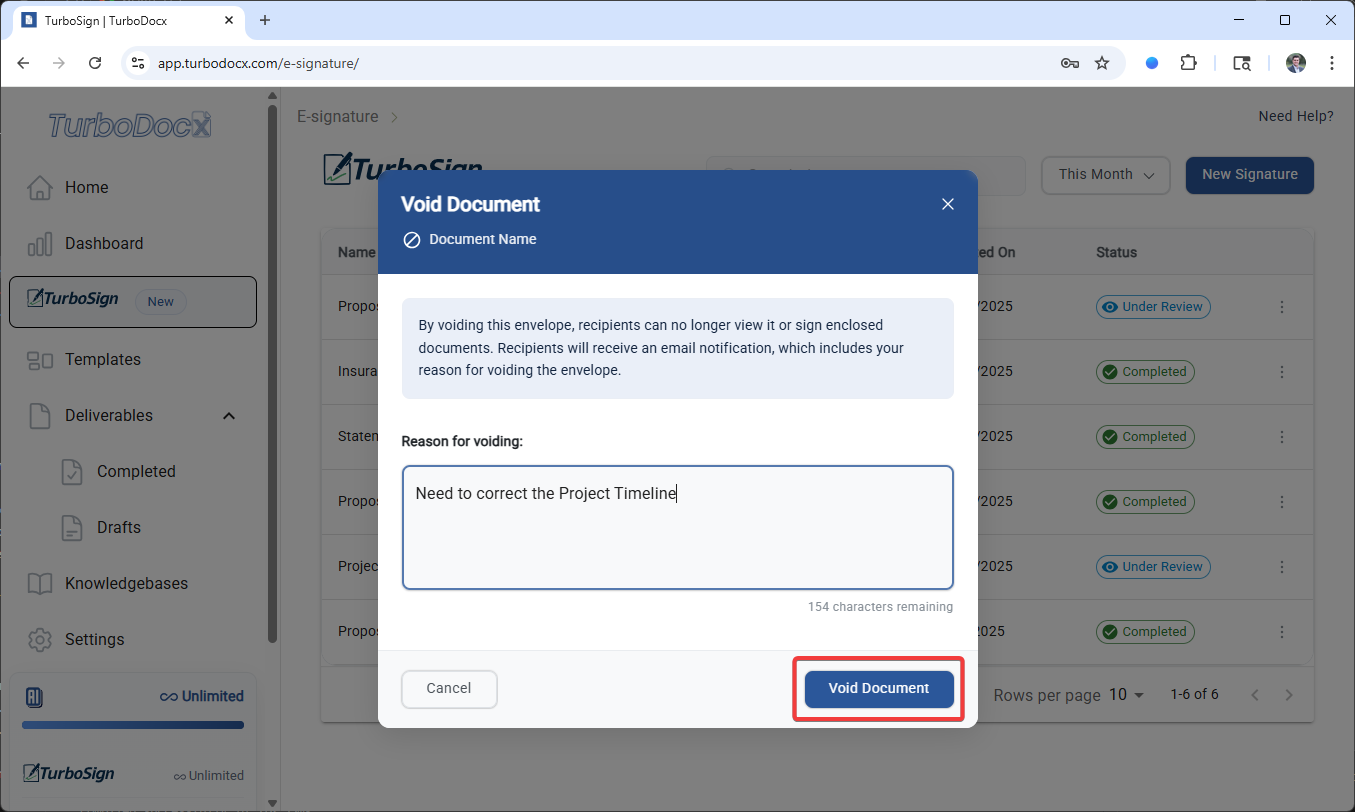 TurboSign | TurboDocx
app.turbodocx.com/e-signature/
TurboDocX
Home
Dashboard
TurboSign New
Templates
Deliverables
Completed
Drafts
Knowledgebases
Settings
Unlimited
TurboSign Unlimited
E-signature
Need Help?
TurboSign
This Month
New Signature
Name
ed On
Status
Propos
/2025
Under Review
Insura
/2025
Completed
Statem
/2025
Completed
Propos
/2025
Completed
Projec
/2025
Under Review
Propos
2025
Completed
Rows per page 10
1-6 of 6
Void Document
Document Name
By voiding this envelope, recipients can no longer view it or sign enclosed
documents. Recipients will receive an email notification, which includes your
reason for voiding the envelope.
Reason for voiding:
Need to correct the Project Timeline
154 characters remaining
Cancel
Void Document